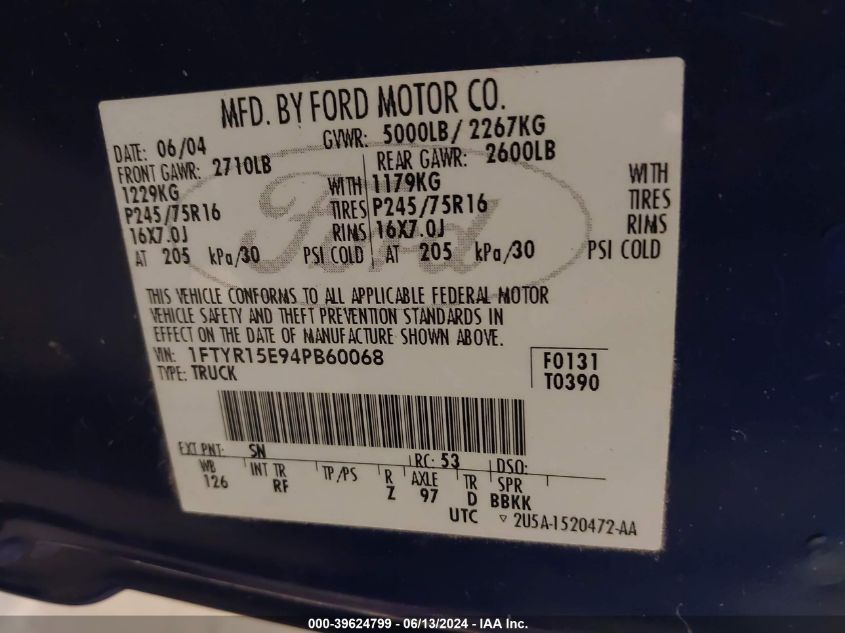 MFD. BY FORD MOTOR CO.
DATE: 06/04 GVWR: 5000LB/ 2267KG
FRONT GAWR: 2710LB REAR GAWR: 2600LB
1229KG WITH 1179KG WITH
P245/75R16 TIRES P245/75R16 TIRES
16X7.0J RIMS 16X7.0J RIMS
AT 205 kPa/30 PSI COLD AT 205 kPa/30 PSI COLD
Ford
THIS VEHICLE CONFORMS TO ALL APPLICABLE FEDERAL MOTOR
VEHICLE SAFETY AND THEFT PREVENTION STANDARDS IN
EFFECT ON THE DATE OF MANUFACTURE SHOWN ABOVE.
VIN: 1FTYR15E94PB60068 F0131
TYPE: TRUCK T0390
EXT PNT: SN RC: 53 DSO:
WB INT TR TP/PS R AXLE TR SPR
126 RF Z 97 D BBKK
UTC ▽ 2U5A-1520472-AA
000-39624799 - 06/13/2024 - IAA Inc.